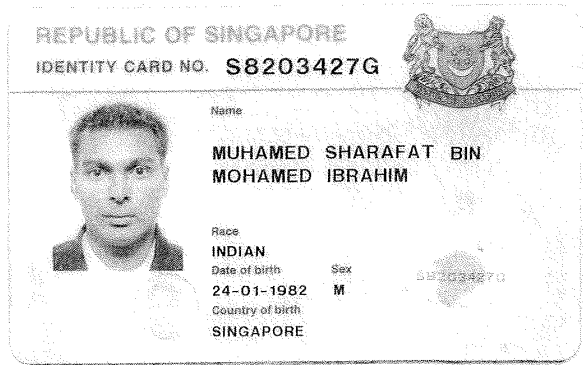 REPUBLIC OF SINGAPORE
IDENTITY CARD NO. S8203427G
Name
MUHAMED SHARAFAT BIN
MOHAMED IBRAHIM
Race
INDIAN
Date of birth Sex
24-01-1982 M
S8203427G
Country of birth
SINGAPORE